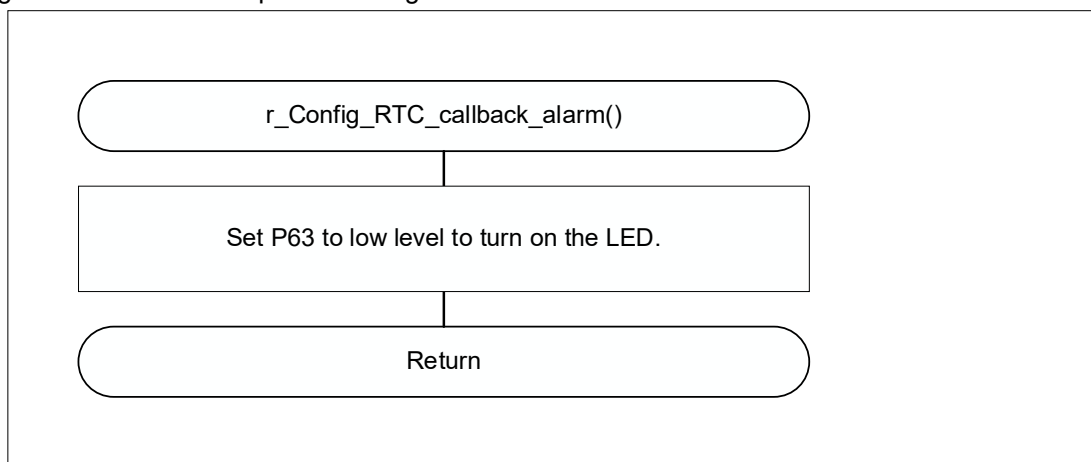 r_Config_RTC_callback_alarm()
Set P63 to low level to turn on the LED.
Return